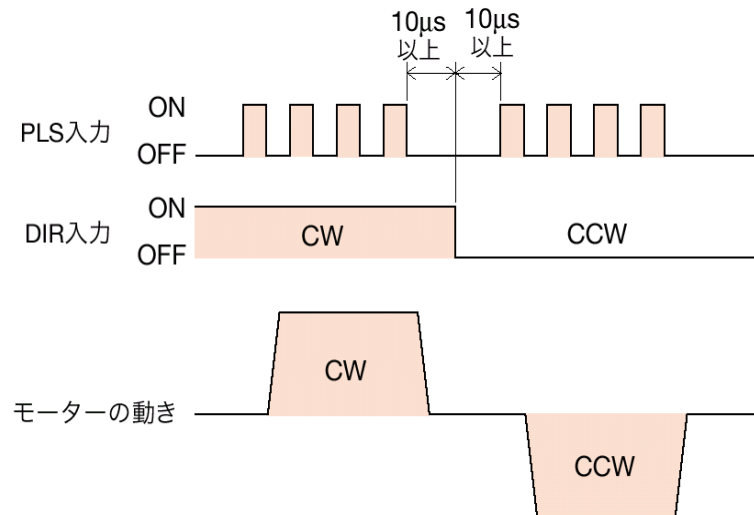 10μs
以上
10μs
以上
ON
PLS入力
OFF
ON
DIR入力
CW
CCW
OFF
CW
モーターの動き
CCW